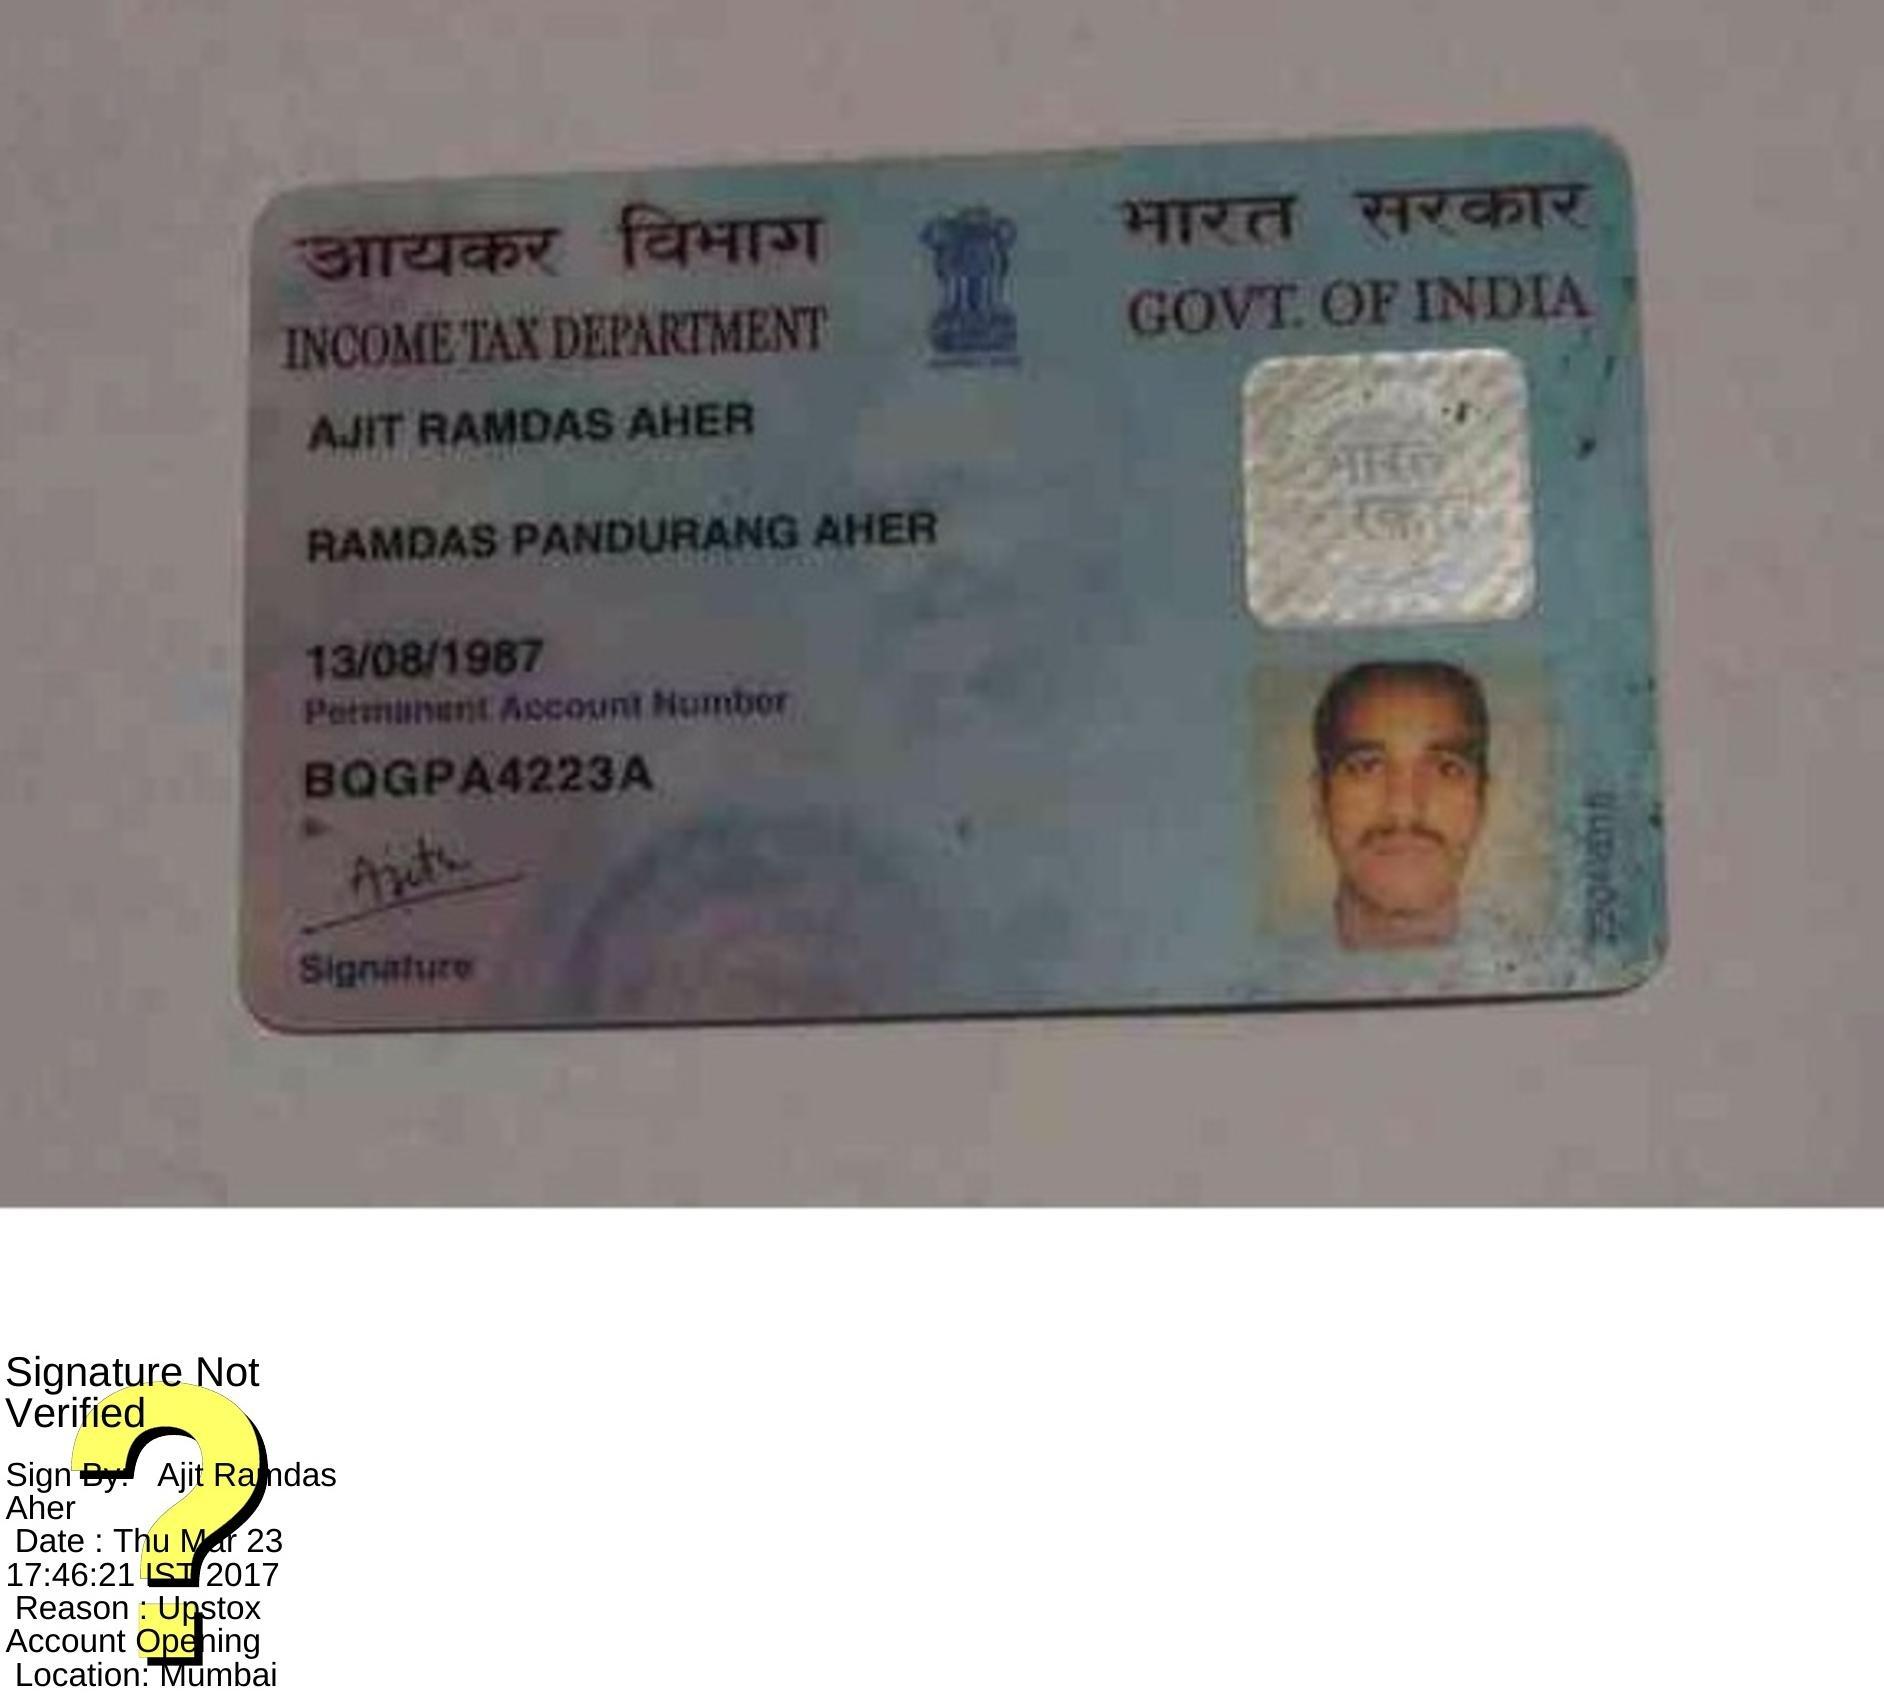 आयकर विभाग
भारत सरकार
INCOME TAX DEPARTMENT
GOVT. OF INDIA
AJIT RAMDAS AHER
RAMDAS PANDURANG AHER
13/08/1987
Permanent Account Number
BQGPA4223A
Signature
भारत
Signature Not
Verified
Sign By: Ajit Ramdas
Aher
Date : Thu Mar 23
17:46:21 IST 2017
Reason : Upstox
Account Opening
Location: Mumbai